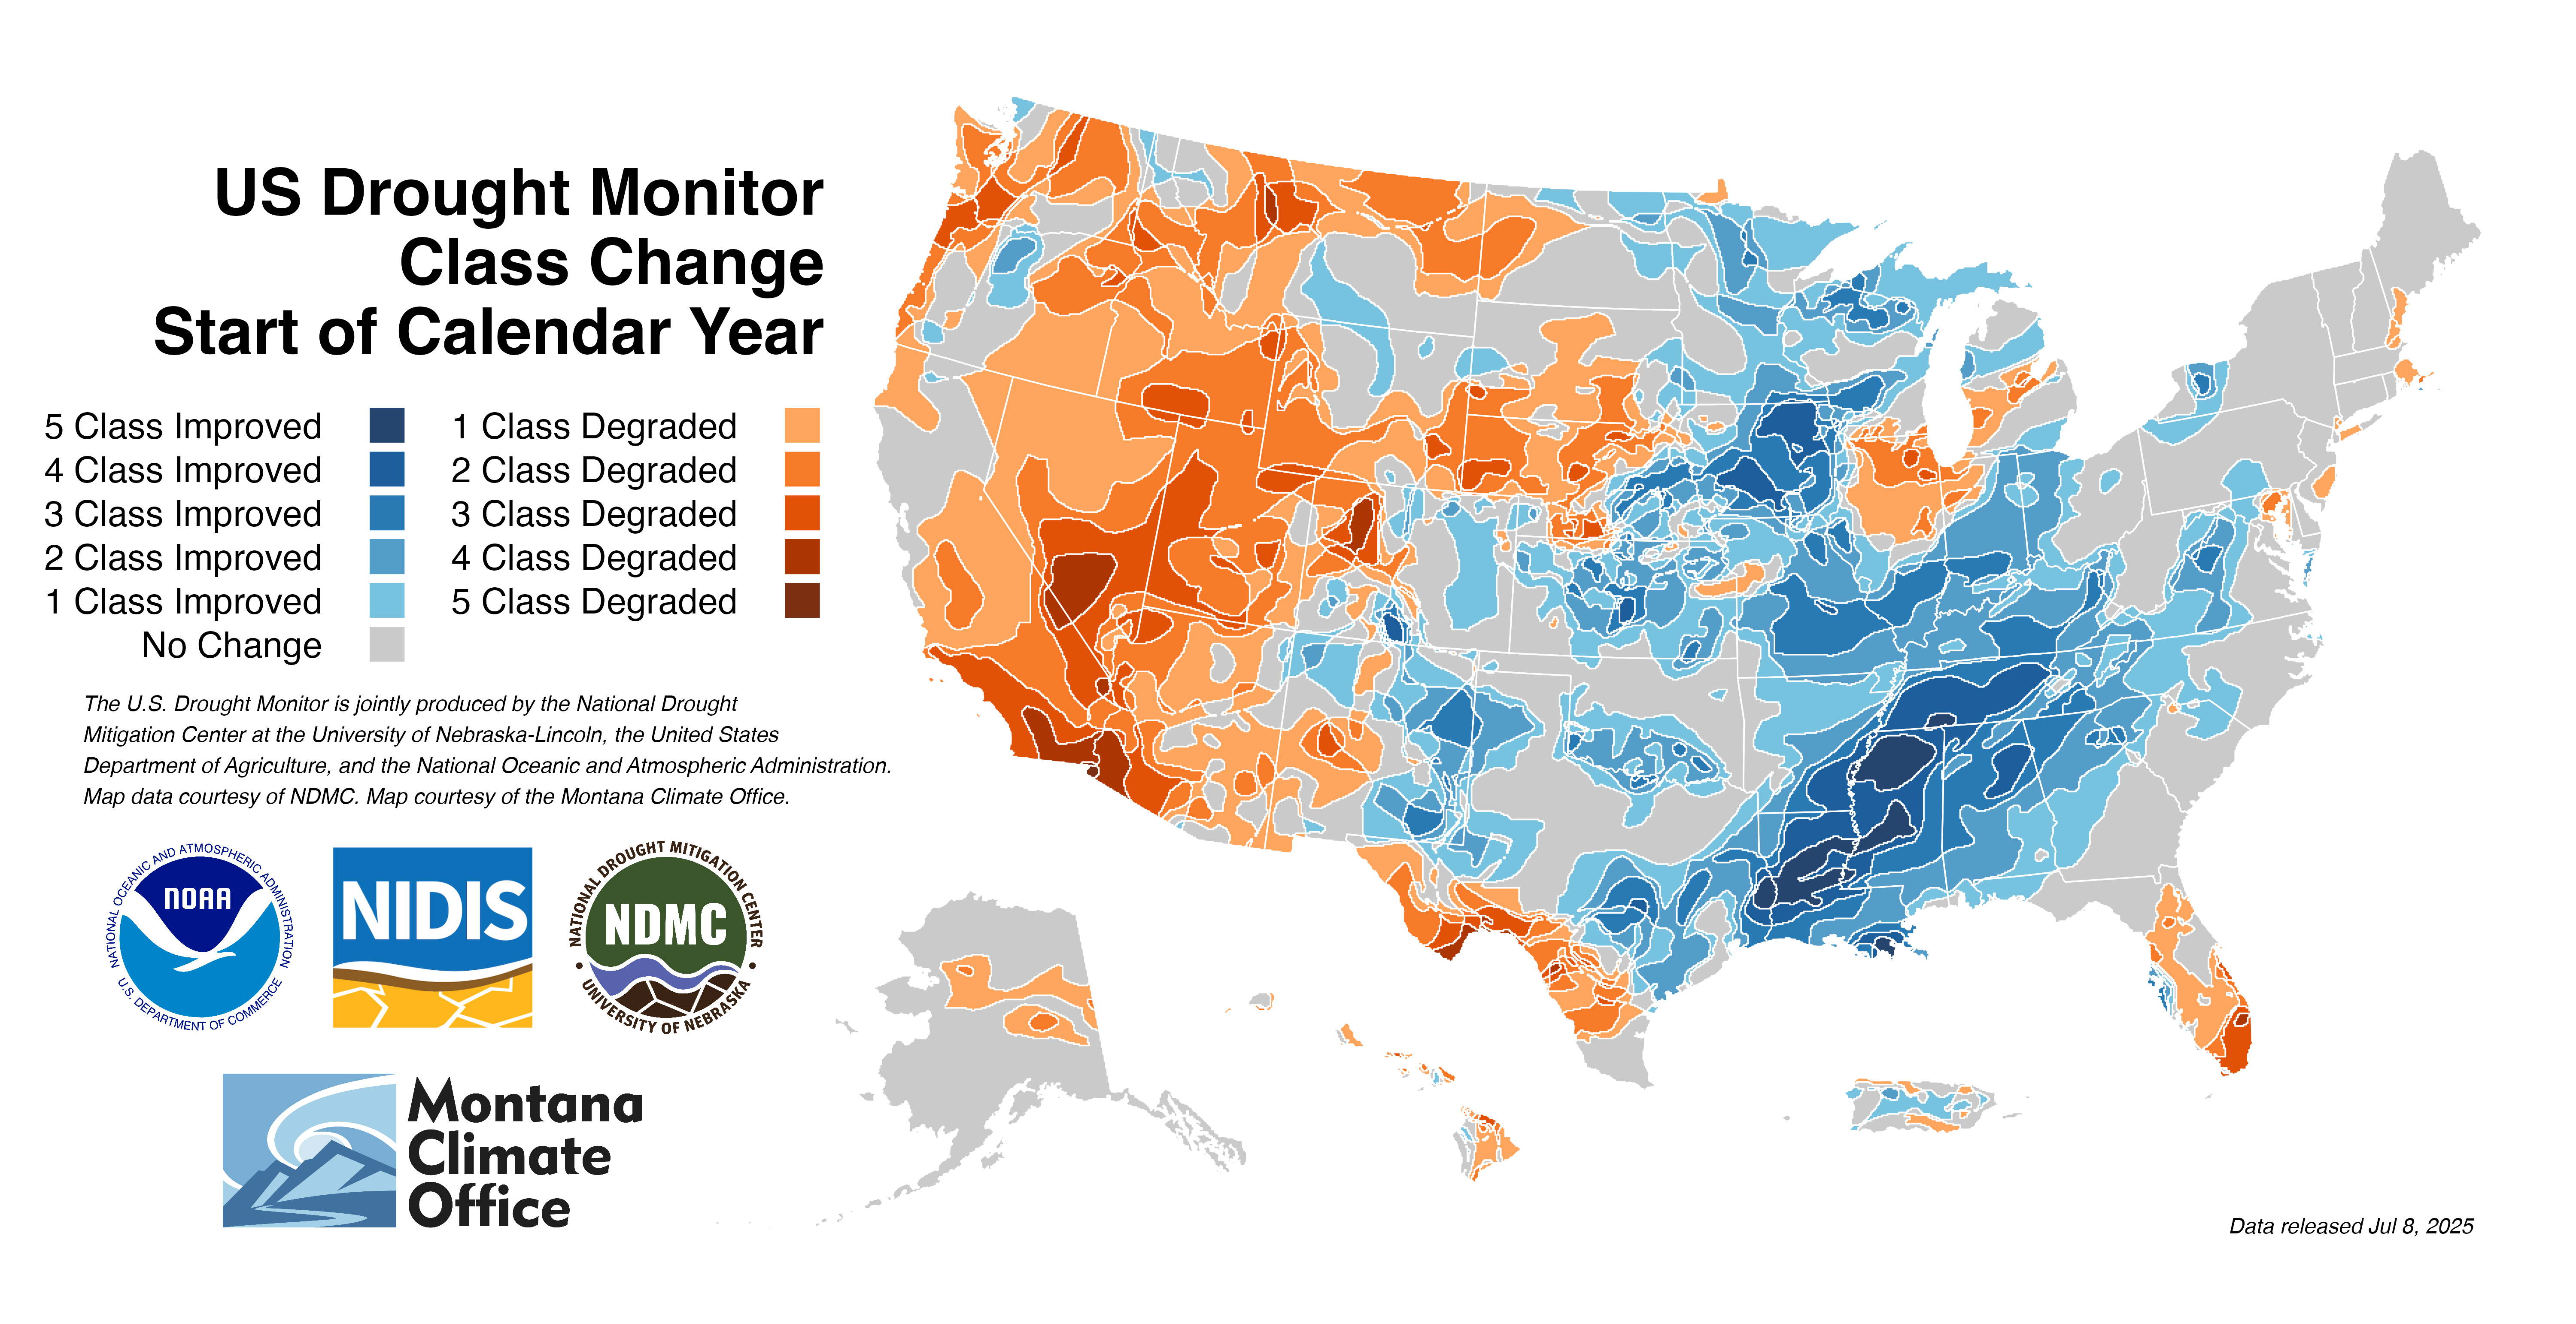 US Drought Monitor
Class Change
Start of Calendar Year
5 Class Improved
4 Class Improved
3 Class Improved
2 Class Improved
1 Class Improved
No Change
1 Class Degraded
2 Class Degraded
3 Class Degraded
4 Class Degraded
5 Class Degraded
The U.S. Drought Monitor is jointly produced by the National Drought
Mitigation Center at the University of Nebraska-Lincoln, the United States
Department of Agriculture, and the National Oceanic and Atmospheric Administration.
Map data courtesy of NDMC. Map courtesy of the Montana Climate Office.
NATIONAL OCEANIC AND ATMOSPHERIC ADMINISTRATION
NOAA
U.S. DEPARTMENT OF COMMERCE
NIDIS
NATIONAL DROUGHT MITIGATION CENTER
NDMC
UNIVERSITY OF NEBRASKA
Montana
Climate
Office
Data released Jul 8, 2025